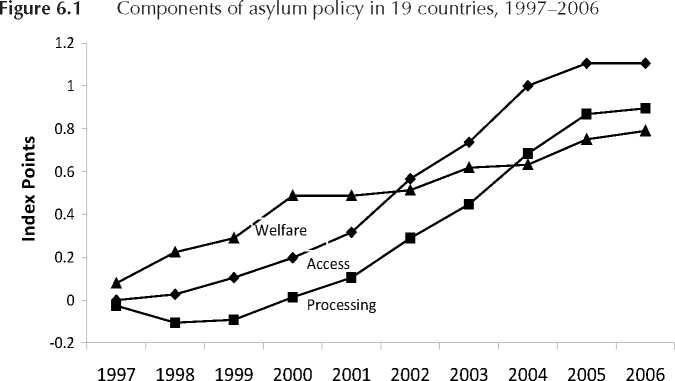 Figure 6.1 Components of asylum policy in 19 countries, 1997–2006
1.2
1
0.8
0.6
0.4
0.2
0
-0.2
Index Points
Welfare
Access
Processing
1997 1998 1999 2000 2001 2002 2003 2004 2005 2006